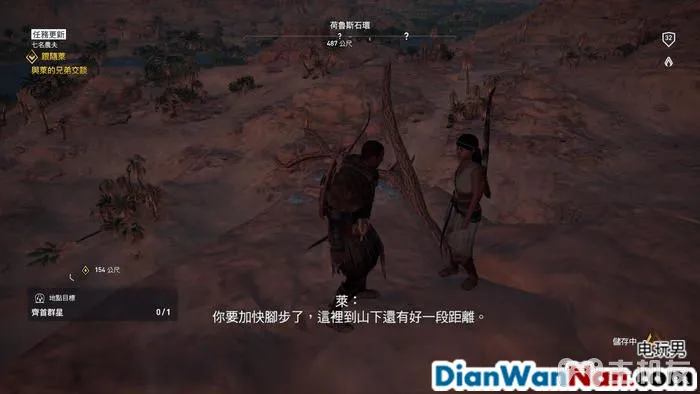 任務更新
七名農夫
跟隨萊
與萊的兄弟交談
荷魯斯石環
?
?
487 公尺
32
154 公尺
地點目標
齊首群星 0/1
萊：
你要加快腳步了，這裡到山下還有好一段距離。
儲存中
电玩男
DianWanNan.com